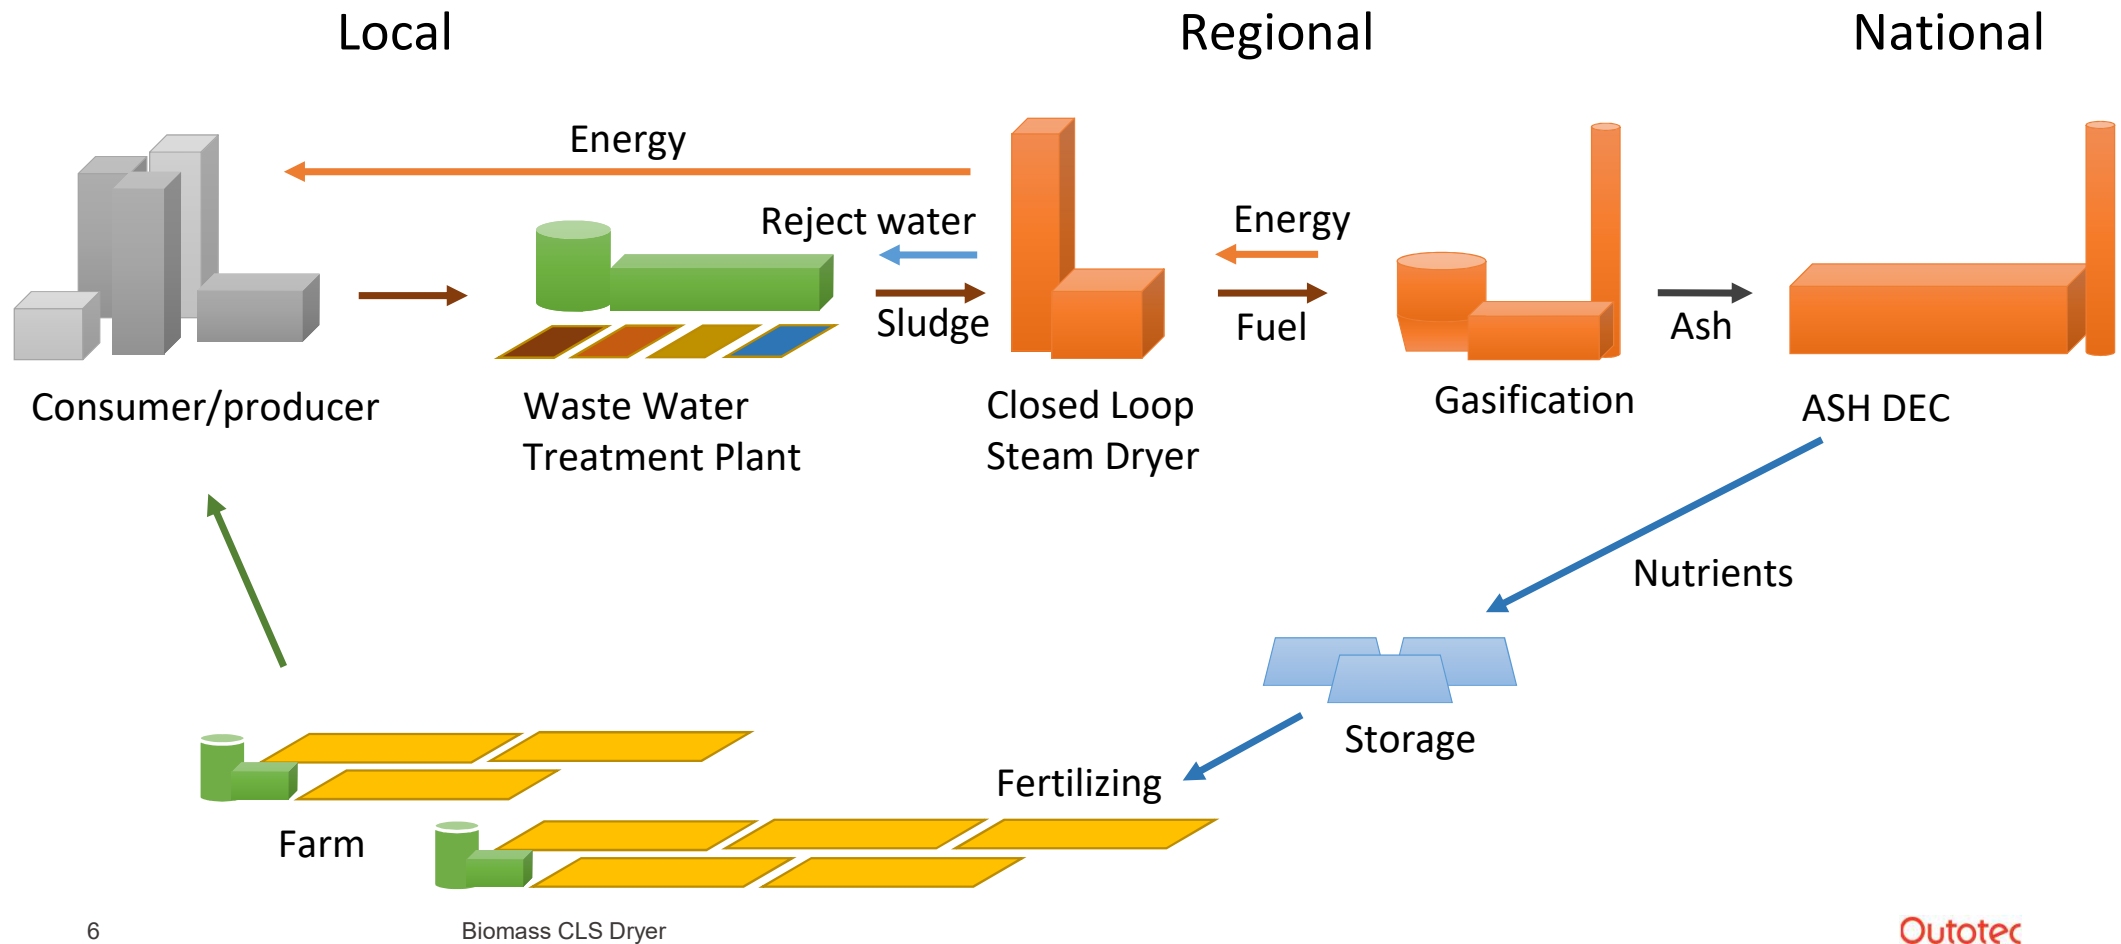 Local
Regional
National
Energy
Reject water
Energy
Sludge
Fuel
Ash
Consumer/producer
Waste Water
Treatment Plant
Closed Loop
Steam Dryer
Gasification
ASH DEC
Nutrients
Storage
Fertilizing
Farm
6
Biomass CLS Dryer
Outotec